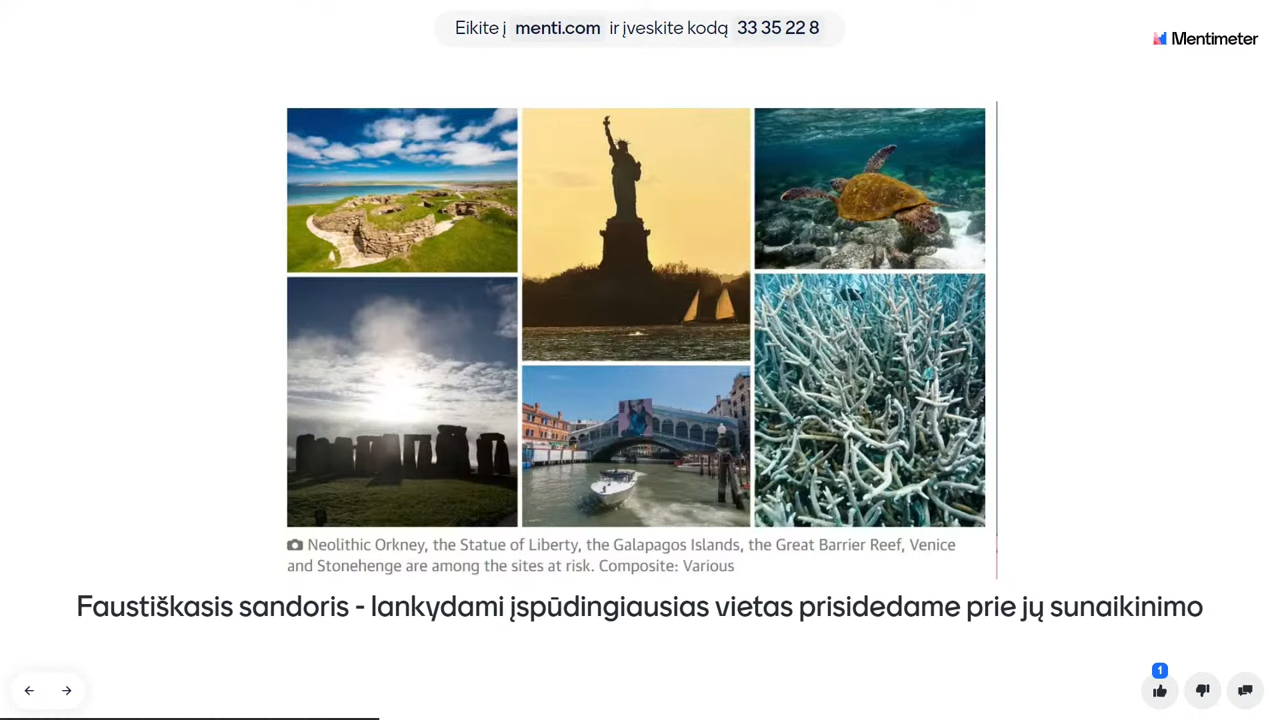 Eikite į menti.com ir įveskite kodą 33 35 22 8
Mentimeter
Neolithic Orkney, the Statue of Liberty, the Galapagos Islands, the Great Barrier Reef, Venice
and Stonehenge are among the sites at risk. Composite: Various
Faustiškasis sandoris - lankydami įspūdingiausias vietas prisidedame prie jų sunaikinimo
1